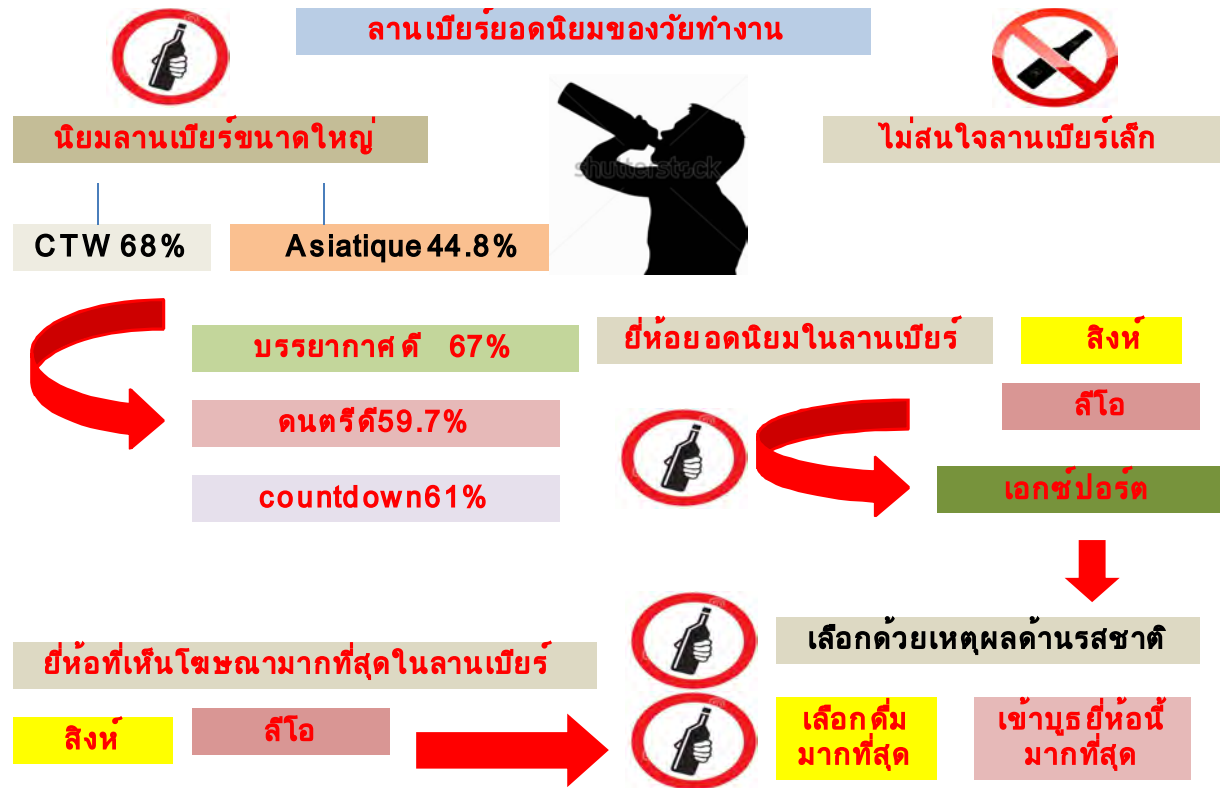 ลานเบียร์ยอดนิยมของวัยทำงาน
นิยมลานเบียร์ขนาดใหญ่
ไม่สนใจลานเบียร์เล็ก
shutterstock
CTW 68%
Asiatique 44.8%
บรรยากาศดี 67%
ดนตรีดี59.7%
countdown61%
ยี่ห้อยอดนิยมในลานเบียร์
สิงห์
ลีโอ
เอกซ์ปอร์ต
เลือกด้วยเหตุผลด้านรสชาติ
ยี่ห้อที่เห็นโฆษณามากที่สุดในลานเบียร์
สิงห์
ลีโอ
เลือกดื่ม
มากที่สุด
เข้าบูธยี่ห้อนี้
มากที่สุด